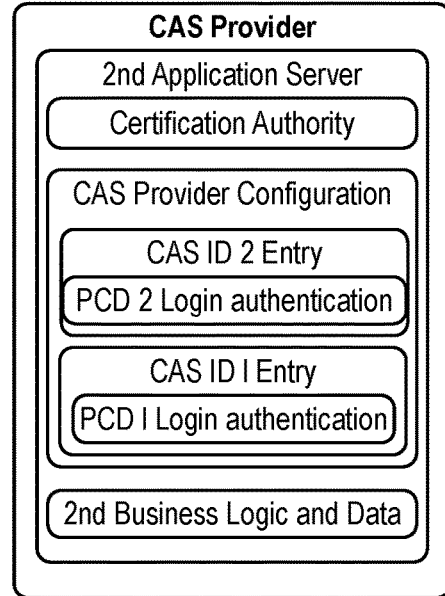 CAS Provider
2nd Application Server
Certification Authority
CAS Provider Configuration
CAS ID 2 Entry
PCD 2 Login authentication
CAS ID I Entry
PCD I Login authentication
2nd Business Logic and Data